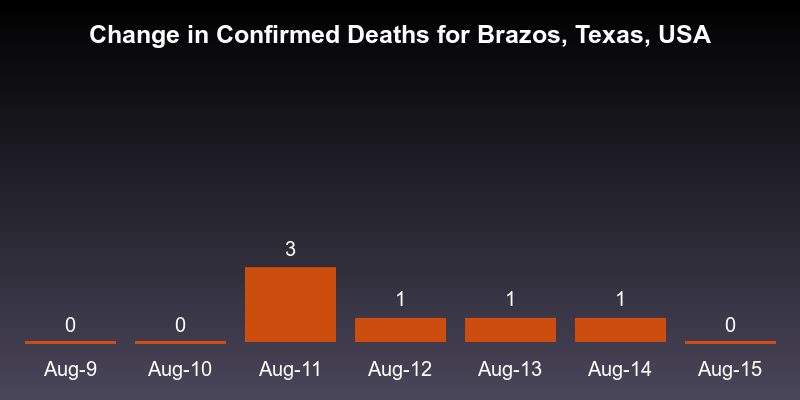 Change in Confirmed Deaths for Brazos, Texas, USA
3
1 1 1
0 0 0
Aug-9 Aug-10 Aug-11 Aug-12 Aug-13 Aug-14 Aug-15